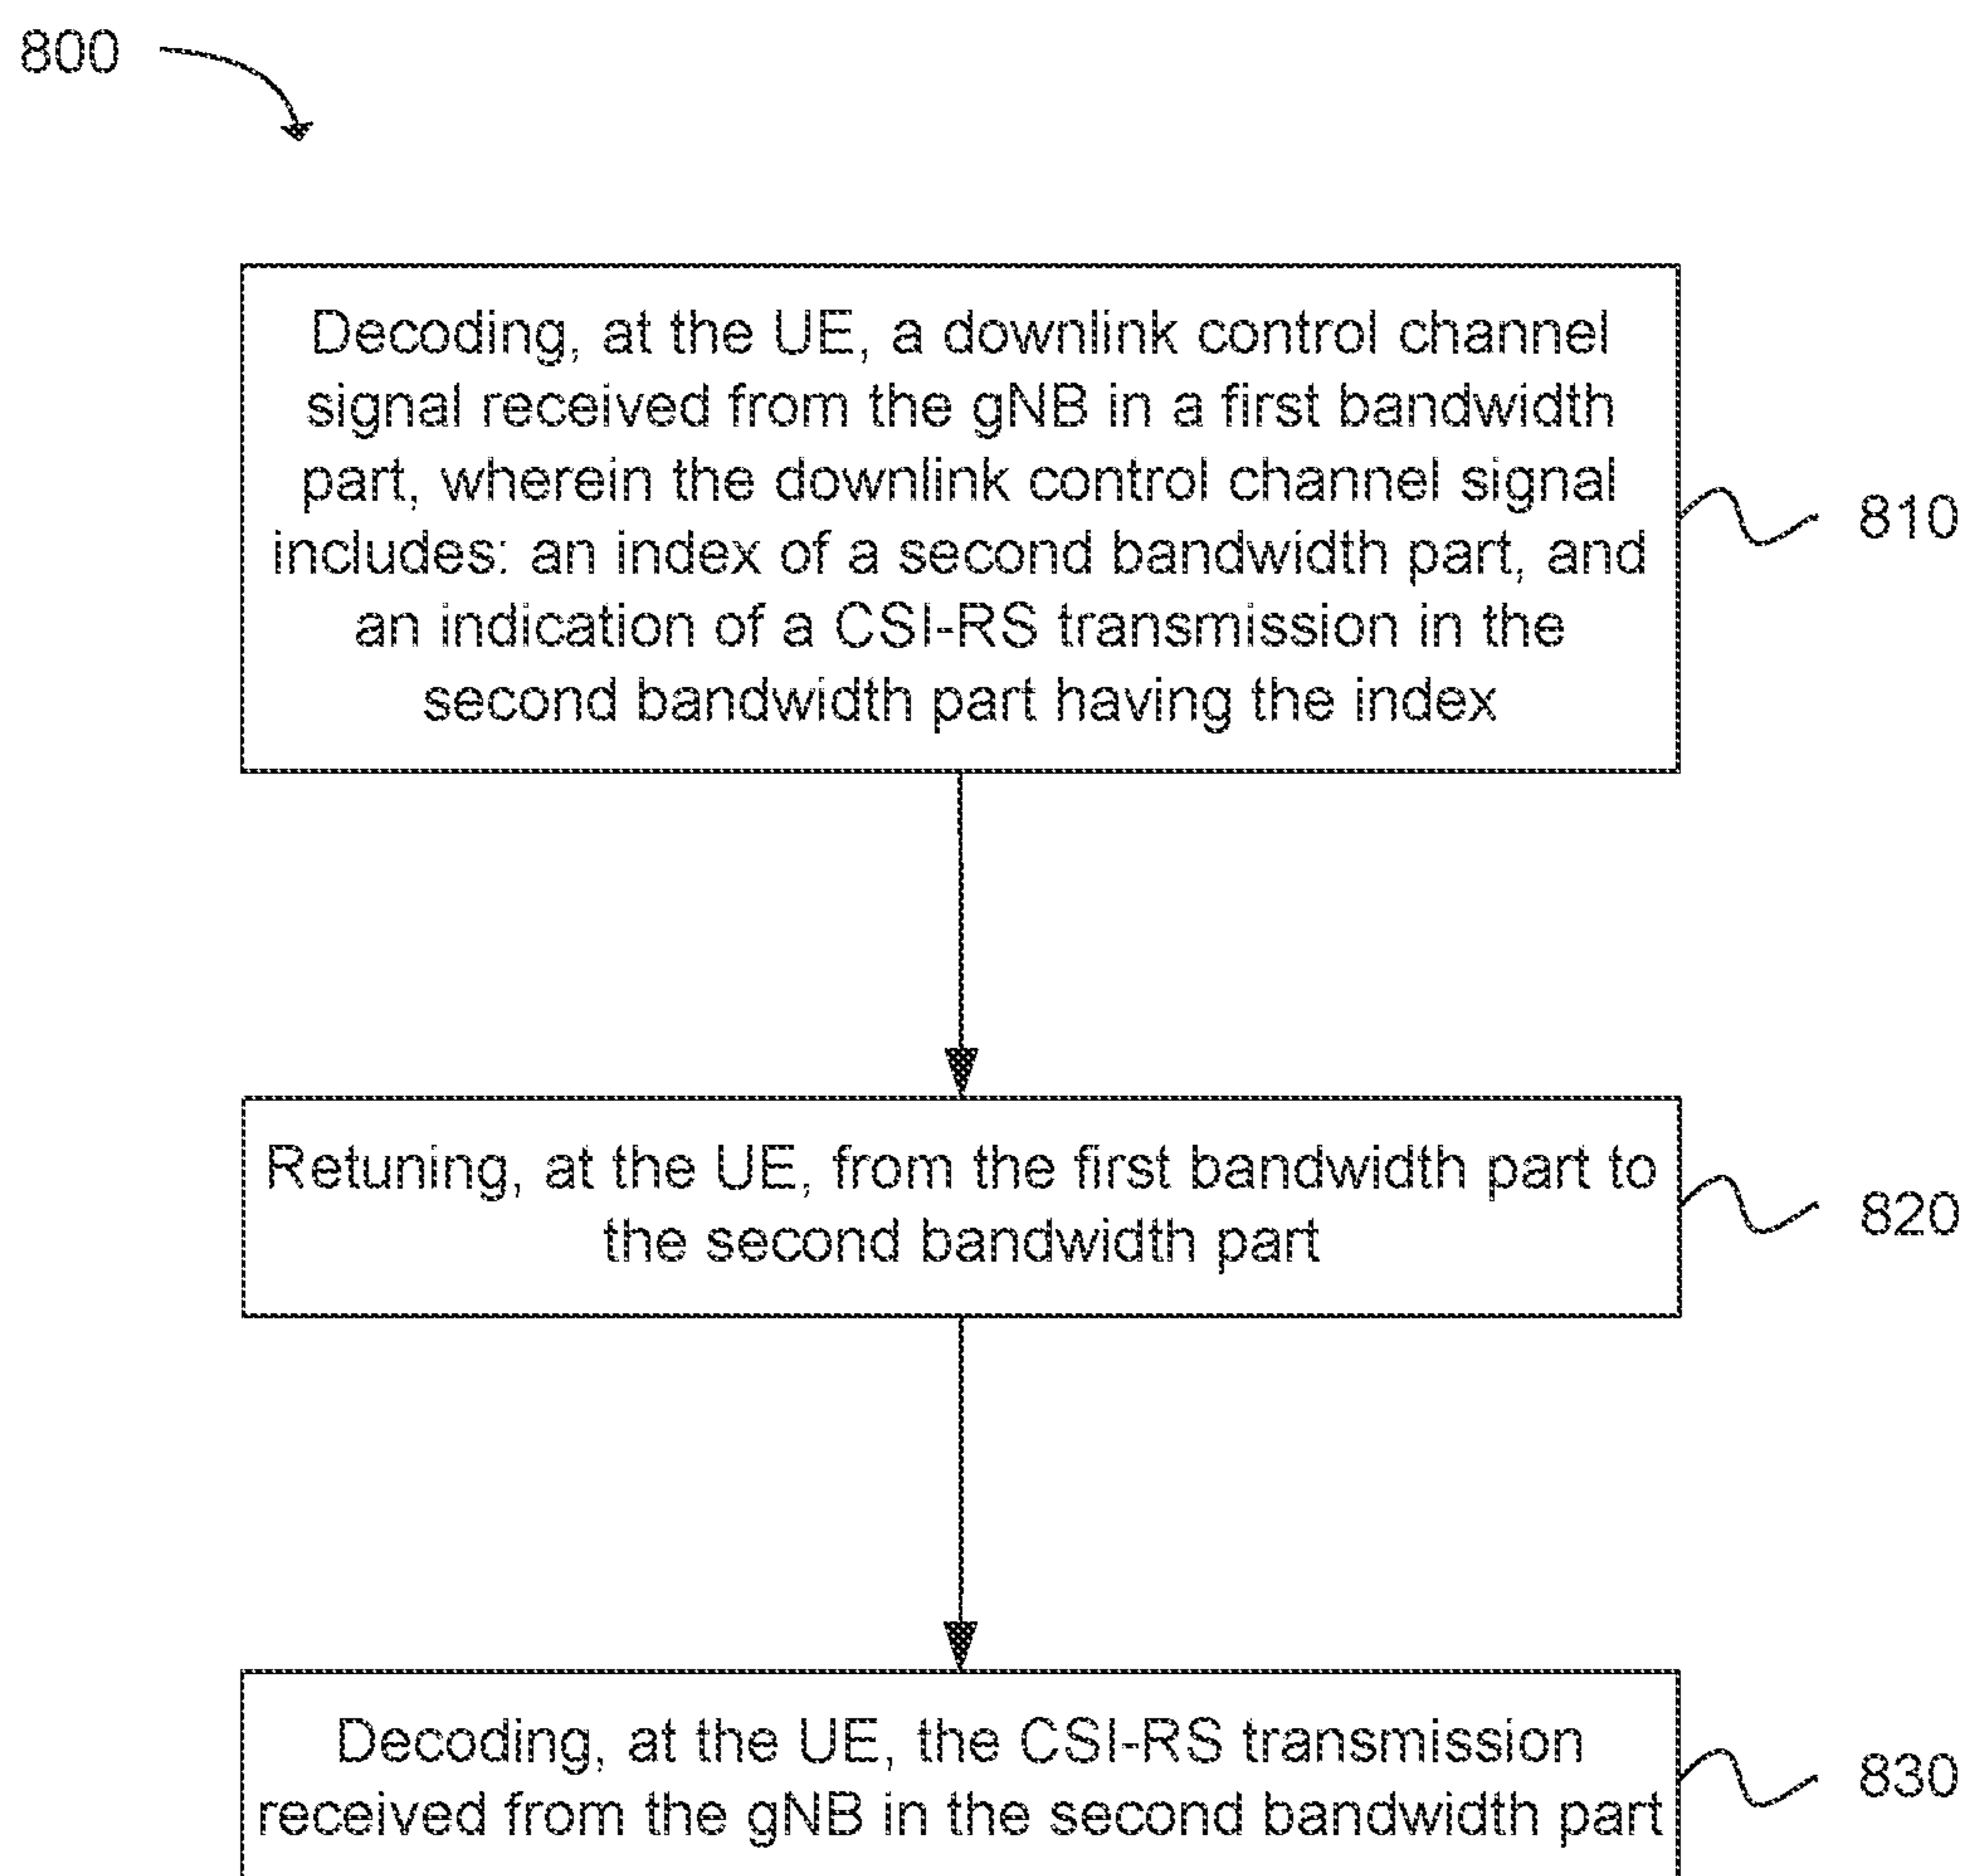 800
Decoding, at the UE, a downlink control channel
signal received from the gNB in a first bandwidth
part, wherein the downlink control channel signal
includes: an index of a second bandwidth part, and
an indication of a CSI-RS transmission in the
second bandwidth part having the index
810
Retuning, at the UE, from the first bandwidth part to
the second bandwidth part
820
Decoding, at the UE, the CSI-RS transmission
received from the gNB in the second bandwidth part
830